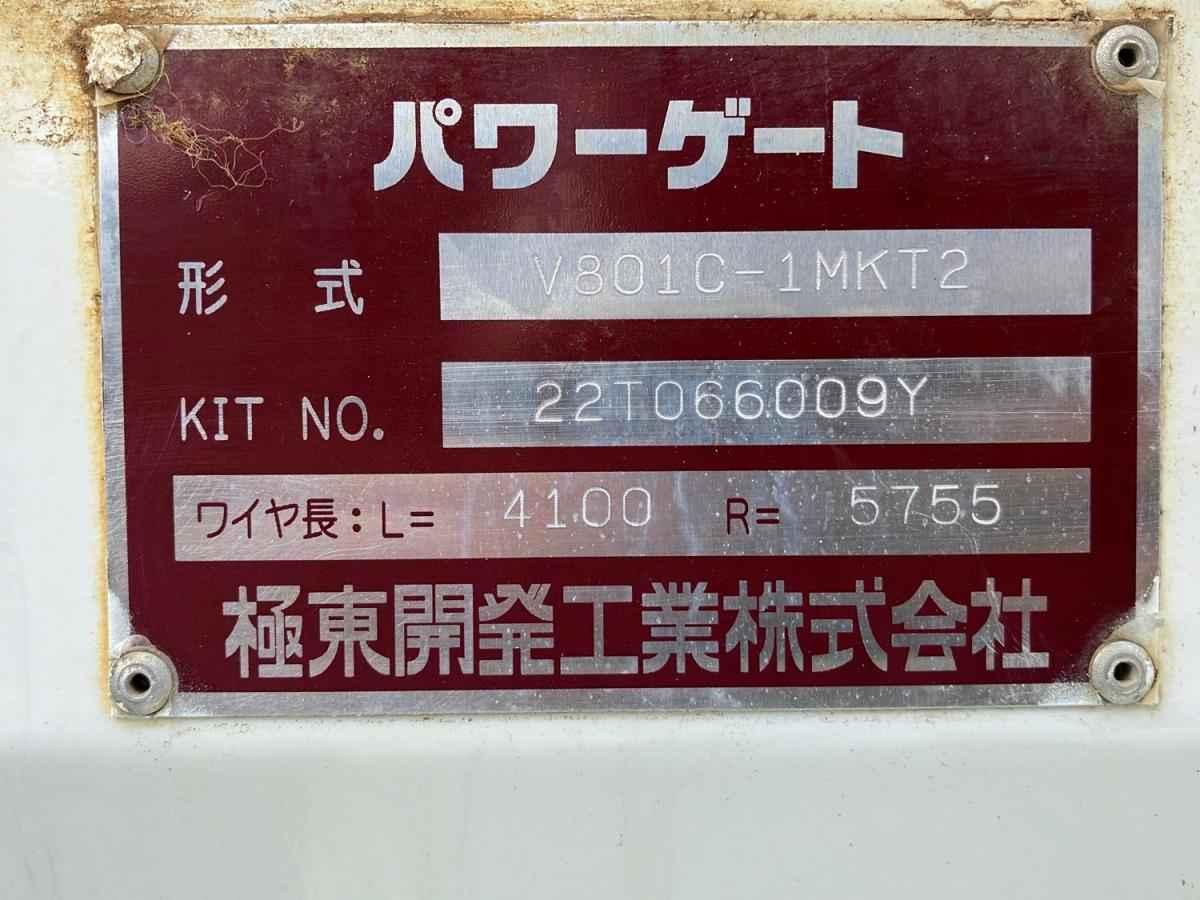 パワーゲート
形式 V801C-1MKT2
KIT NO. 22T066009Y
ワイヤ長：L= 4100 R= 5755
極東開発工業株式会社